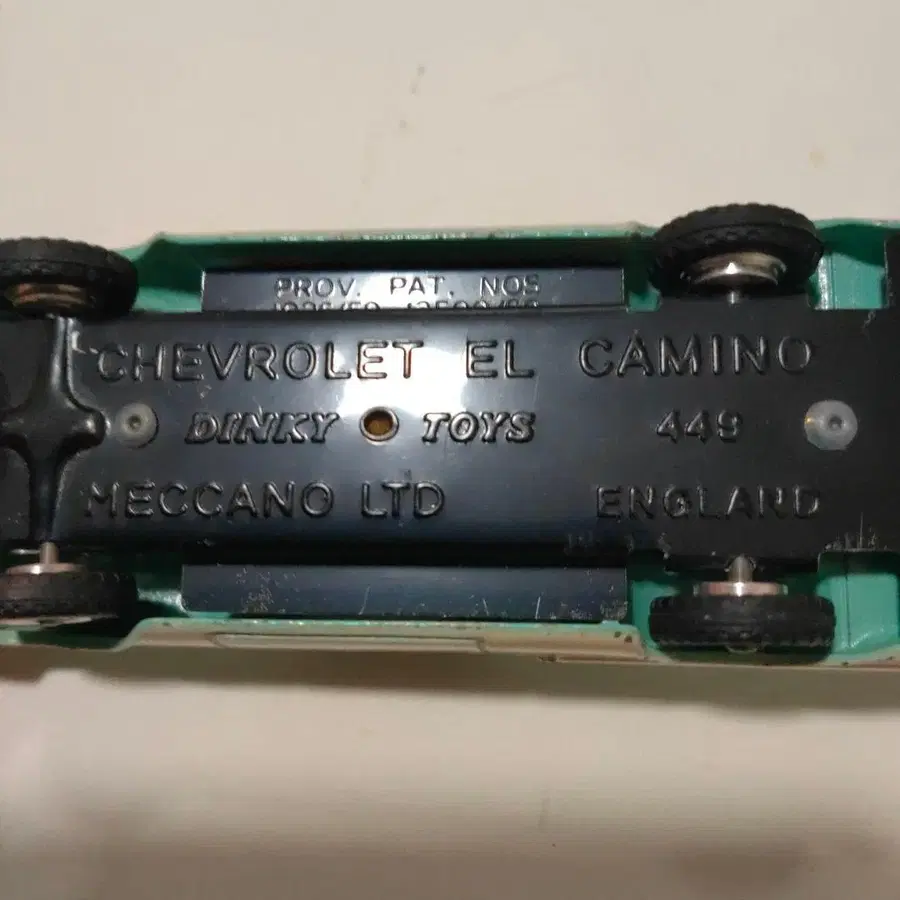 PROV. PAT. NOS
CHEVROLET EL CAMINO
DINKY TOYS 449
MECCANO LTD ENGLAND